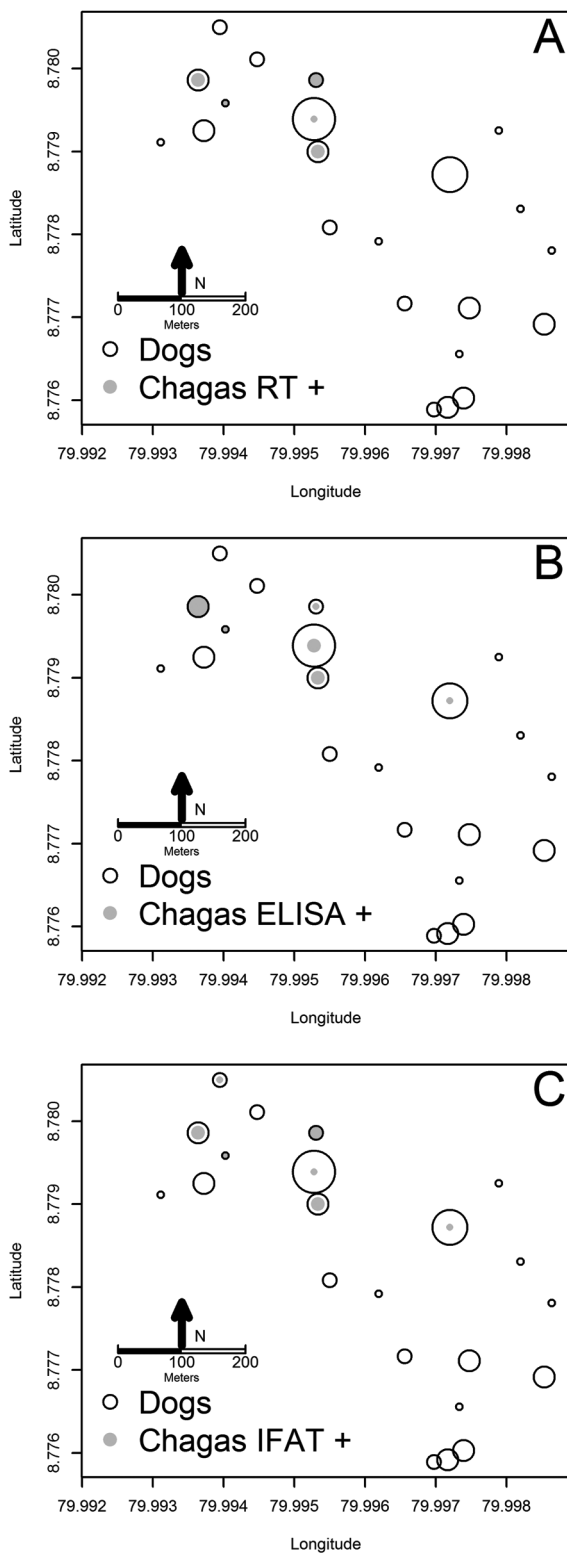 A
8.780
8.779
8.778
8.777
8.776
Latitude
N
0 100 200
Meters
Dogs
Chagas RT +
79.992 79.993 79.994 79.995 79.996 79.997 79.998
Longitude
B
8.780
8.779
8.778
8.777
8.776
Latitude
N
0 100 200
Meters
Dogs
Chagas ELISA +
79.992 79.993 79.994 79.995 79.996 79.997 79.998
Longitude
C
8.780
8.779
8.778
8.777
8.776
Latitude
N
0 100 200
Meters
Dogs
Chagas IFAT +
79.992 79.993 79.994 79.995 79.996 79.997 79.998
Longitude